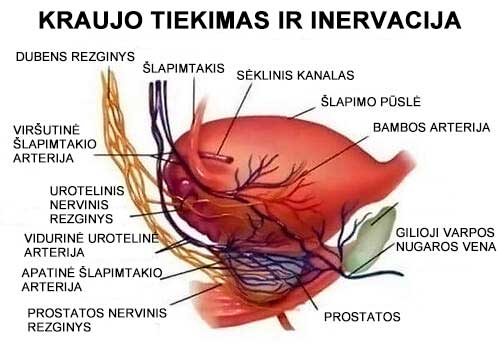 KRAUJO TIEKIMAS IR INERVACIJA
DUBENS REZGINYS
ŠLAPIMTAKIS
SĖKLINIS KANALAS
ŠLAPIMO PŪSLĖ
BAMBOS ARTERIJA
VIRŠUTINĖ
ŠLAPIMTAKIO
ARTERIJA
UROTELINIS
NERVINIS
REZGINYS
VIDURINĖ UROTELINĖ
ARTERIJA
APATINĖ ŠLAPIMTAKIO
ARTERIJA
PROSTATOS NERVINIS
REZGINYS
GILIOJI VARPOS
NUGAROS VENA
PROSTATOS